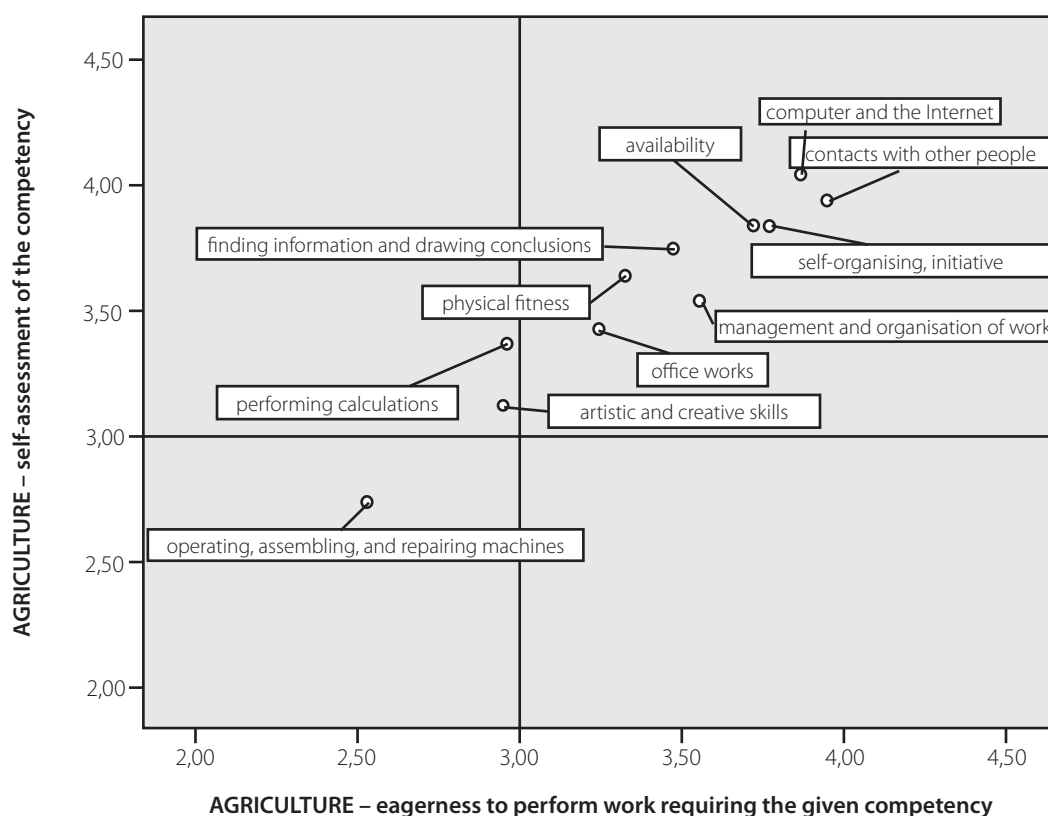 AGRICULTURE – self-assessment of the competency
4,50
4,00
3,50
3,00
2,50
2,00
computer and the Internet
availability
contacts with other people
finding information and drawing conclusions
self-organising, initiative
physical fitness
management and organisation of work
office works
performing calculations
artistic and creative skills
operating, assembling, and repairing machines
2,00
2,50
3,00
3,50
4,00
4,50
AGRICULTURE – eagerness to perform work requiring the given competency